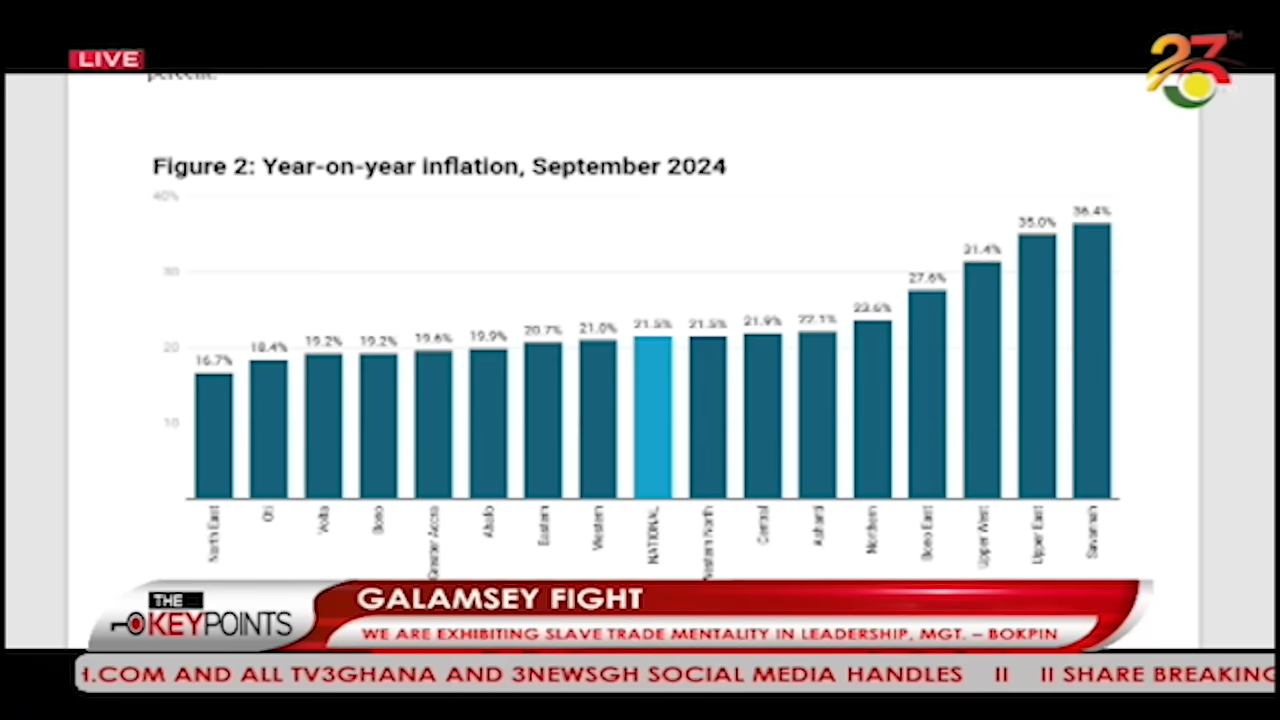 LIVE
23
TH
percent.
Figure 2: Year-on-year inflation, September 2024
40%
30
20
10
16.7%
18.4%
19.2%
19.2%
19.6%
19.9%
20.7%
21.0%
21.5%
21.5%
21.9%
22.1%
23.6%
27.6%
31.4%
35.0%
36.4%
North East
Oti
Volta
Bono
Greater Accra
Ahafo
Eastern
Western
NATIONAL
Western North
Central
Ashanti
Northern
Bono East
Upper West
Upper East
Savannah
THE
KEYPOINTS
GALAMSEY FIGHT
WE ARE EXHIBITING SLAVE TRADE MENTALITY IN LEADERSHIP, MGT. – BOKPIN
H.COM AND ALL TV3GHANA AND 3NEWSGH SOCIAL MEDIA HANDLES II II SHARE BREAKING